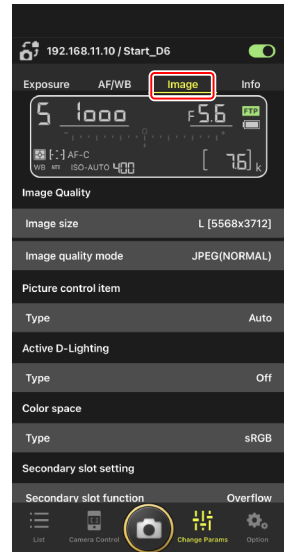 192.168.11.10 / Start_D6
Exposure AF/WB Image Info
5 1000 F5.6 FTP
AF-C
WB ISO-AUTO 400 [ 7.6] k
Image Quality
Image size L [5568x3712]
Image quality mode JPEG(NORMAL)
Picture control item
Type Auto
Active D-Lighting
Type Off
Color space
Type sRGB
Secondary slot setting
Secondary slot function Overflow
List Camera Control Change Params Option